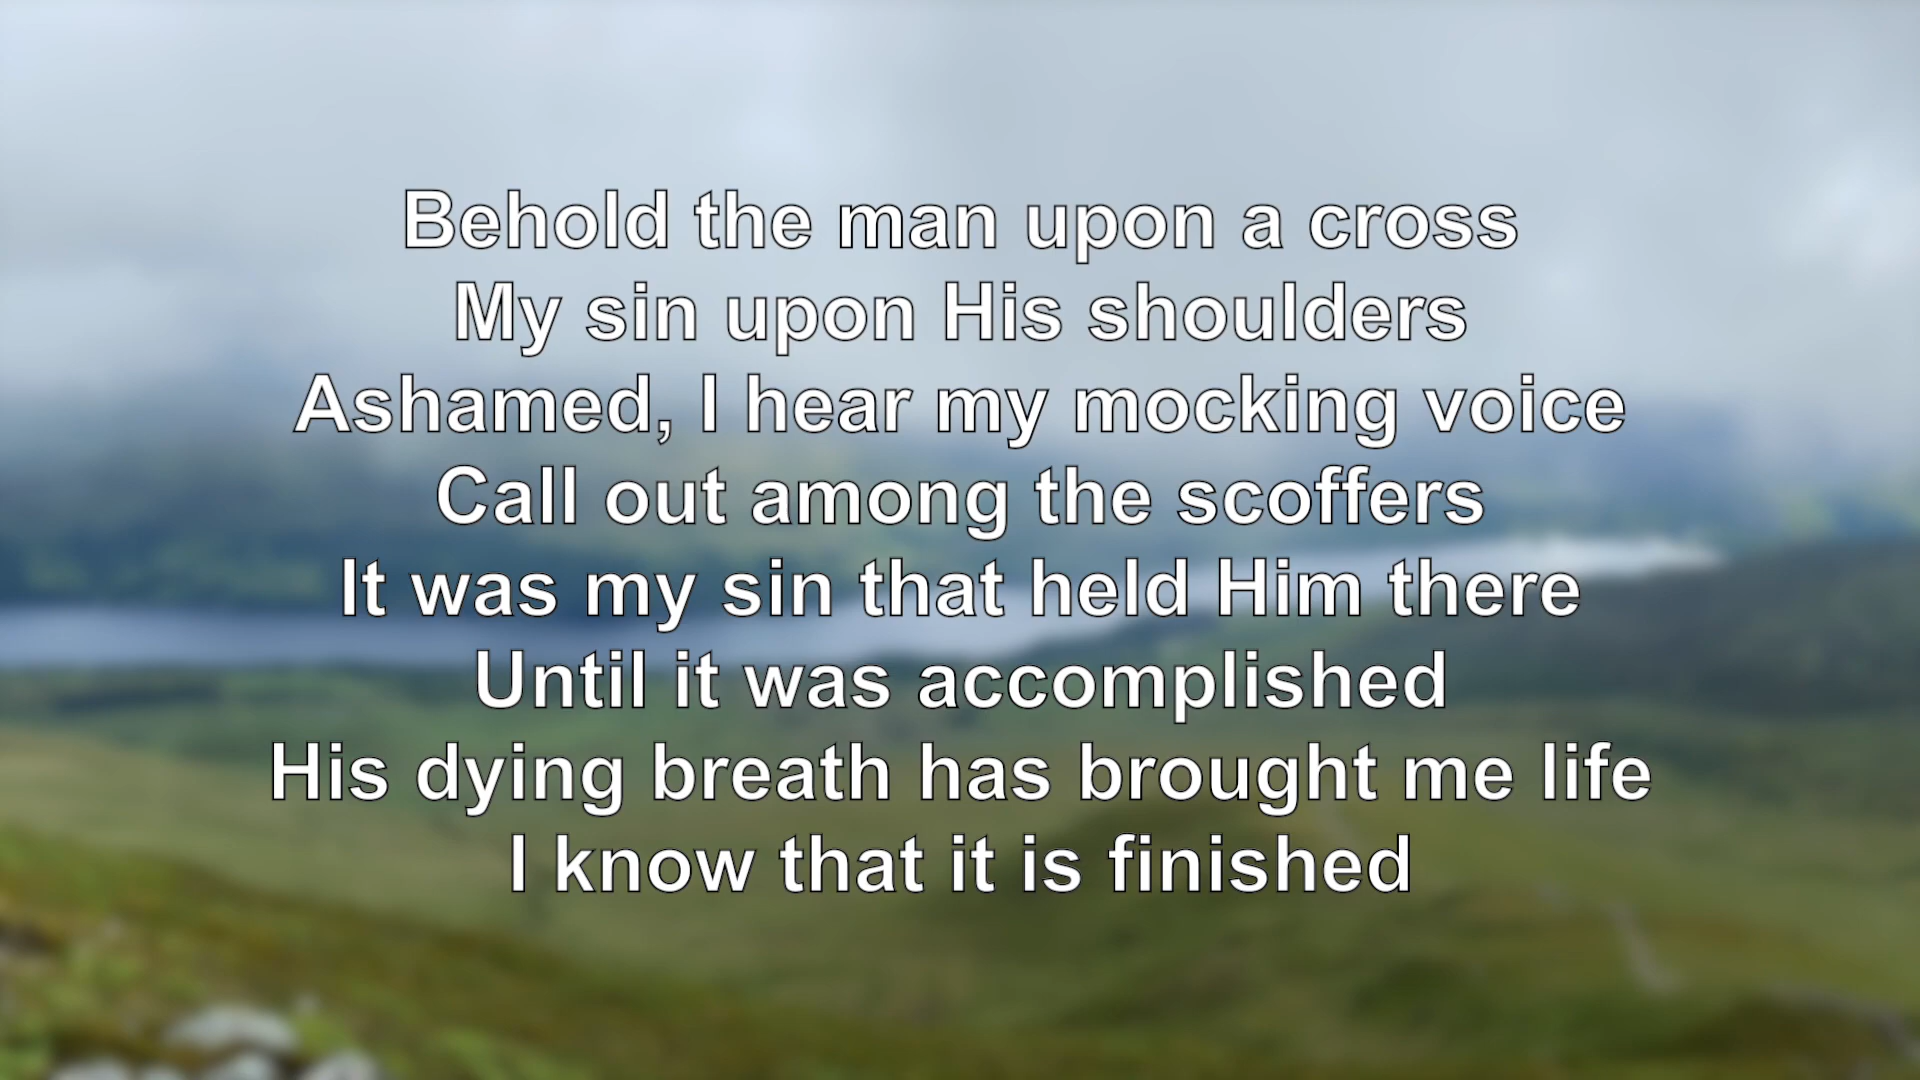 Behold the man upon a cross
My sin upon His shoulders
Ashamed, I hear my mocking voice
Call out among the scoffers
It was my sin that held Him there
Until it was accomplished
His dying breath has brought me life
I know that it is finished